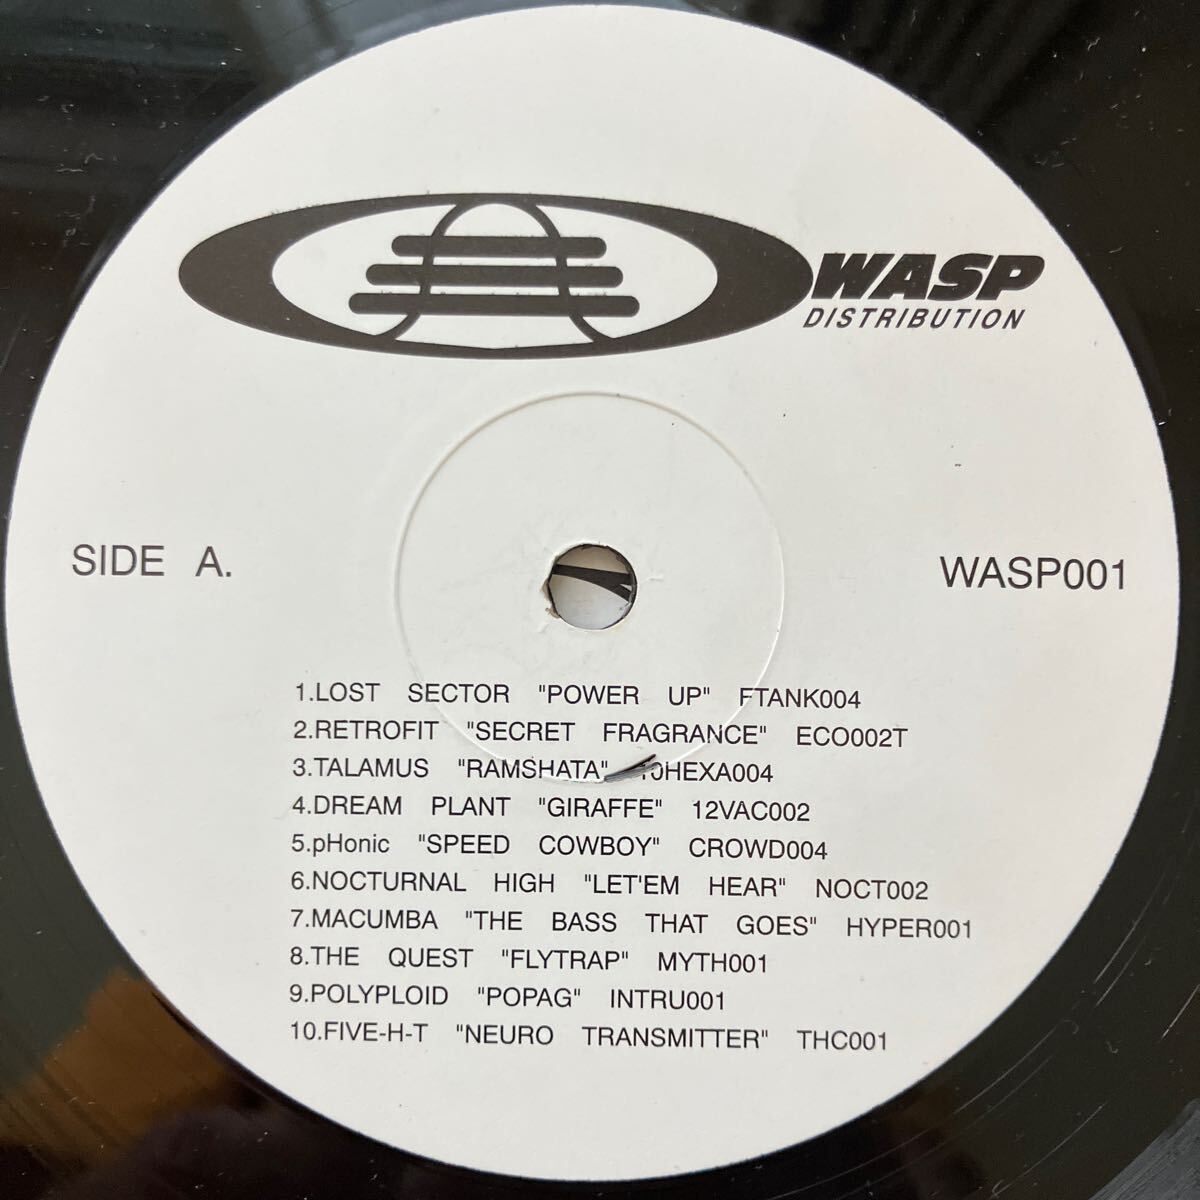 WASP
DISTRIBUTION
SIDE A.
WASP001
1.LOST SECTOR "POWER UP" FTANK004
2.RETROFIT "SECRET FRAGRANCE" ECO002T
3.TALAMUS "RAMSHATA" 10HEXA004
4.DREAM PLANT "GIRAFFE" 12VAC002
5.pHonic "SPEED COWBOY" CROWD004
6.NOCTURNAL HIGH "LET'EM HEAR" NOCT002
7.MACUMBA "THE BASS THAT GOES" HYPER001
8.THE QUEST "FLYTRAP" MYTH001
9.POLYPLOID "POPAG" INTRU001
10.FIVE-H-T "NEURO TRANSMITTER" THC001